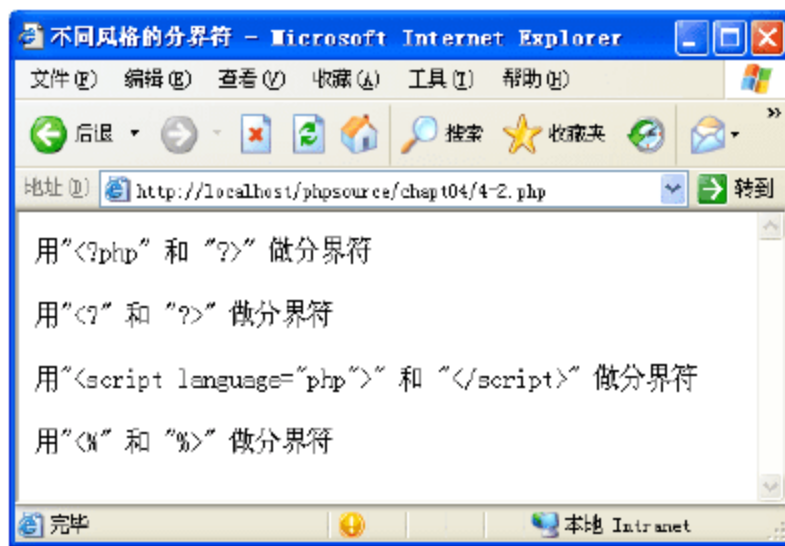 不同风格的分界符 - Microsoft Internet Explorer
文件(F) 编辑(E) 查看(V) 收藏(A) 工具(T) 帮助(H)
后退 搜索 收藏夹 »
地址(D) http://localhost/phpsource/chapt04/4-2.php 转到
用"<?php" 和 "?>" 做分界符
用"<?" 和 "?>" 做分界符
用"<script language="php">" 和 "</script>" 做分界符
用"<%" 和 "%>" 做分界符
完毕 本地 Intranet